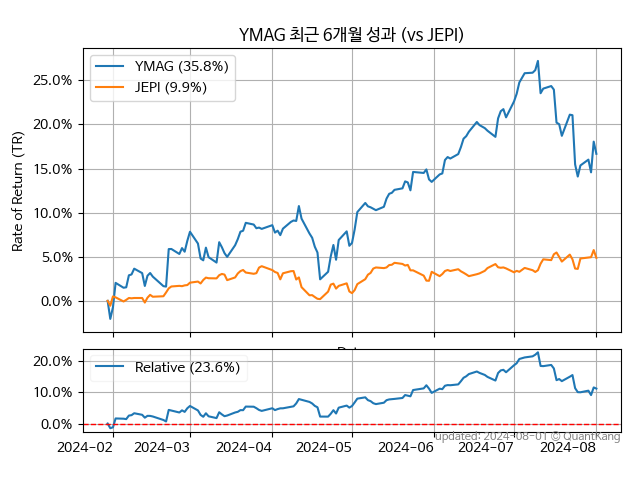 YMAG 최근 6개월 성과 (vs JEPI)
YMAG (35.8%)
JEPI (9.9%)
Rate of Return (TR)
25.0%
20.0%
15.0%
10.0%
5.0%
0.0%
Relative (23.6%)
20.0%
10.0%
0.0%
2024-02 2024-03 2024-04 2024-05 2024-06 2024-07 2024-08
updated: 2024-08-01 © QuantKang